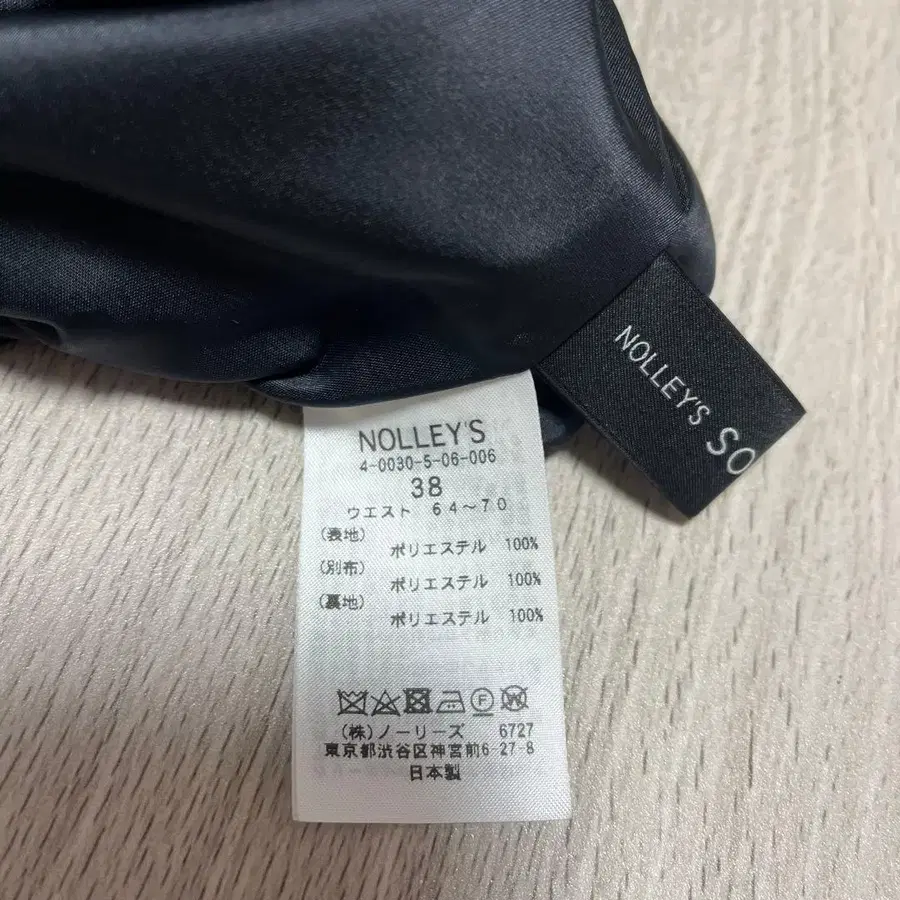 NOLLEY'S
4-0030-5-06-006
38
ウエスト 64～70
(表地)
ポリエステル 100%
(別布)
ポリエステル 100%
(裏地)
ポリエステル 100%
(株)ノーリーズ 6727
東京都渋谷区神宮前6-27-8
日本製
NOLLEY'S SO